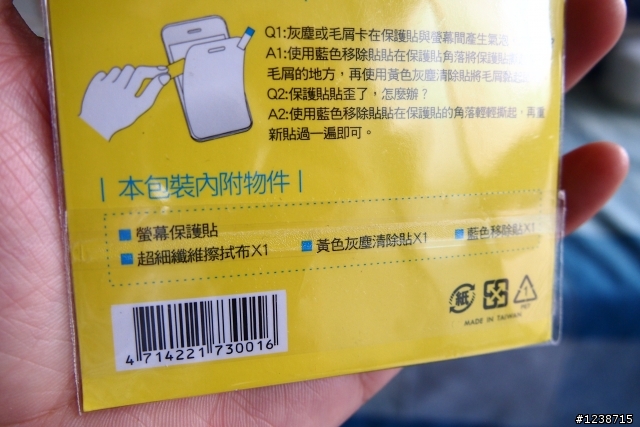 Q1:灰塵或毛屑卡在保護貼與螢幕間產生氣
A1:使用藍色移除貼貼在保護貼角落將保護貼
毛屑的地方，再使用黃色灰塵清除貼將毛屑
Q2:保護貼貼歪了，怎麼辦？
A2:使用藍色移除貼貼在保護貼的角落輕輕撕起，再重
新貼過一遍即可。
本包裝內附物件
螢幕保護貼
超細纖維擦拭布X1
黃色灰塵清除貼X1
藍色移除貼X1
紙
1
PET
MADE IN TAIWAN
4 714221 730016
#1238715